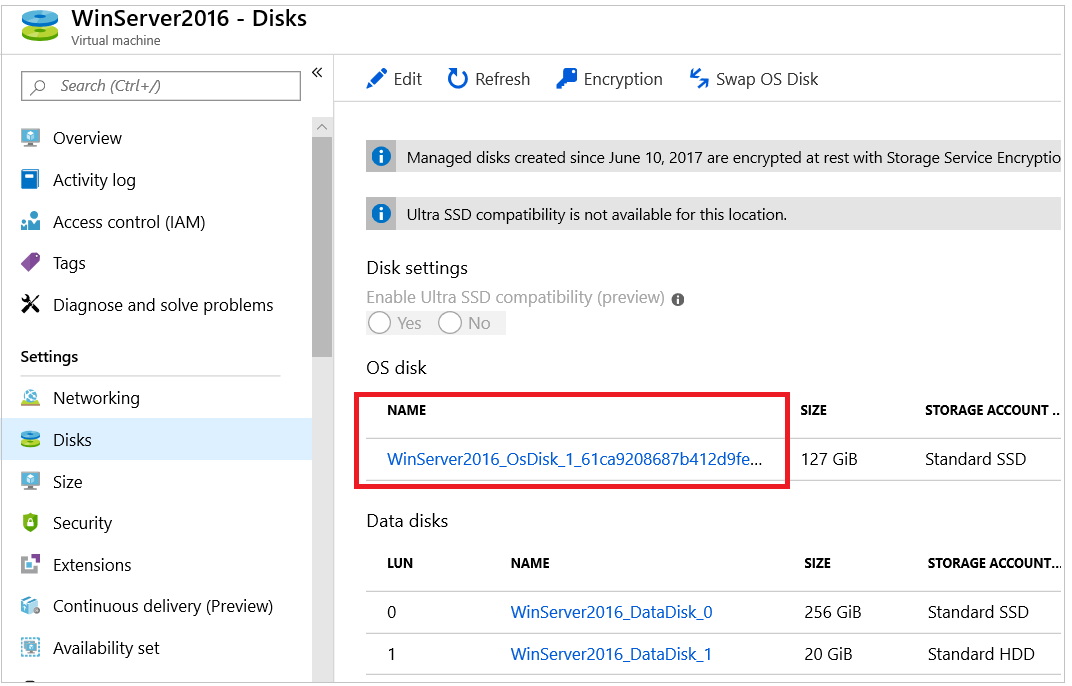 WinServer2016 - Disks
Virtual machine
Search (Ctrl+/)
«
Overview
Activity log
Access control (IAM)
Tags
Diagnose and solve problems
Settings
Networking
Disks
Size
Security
Extensions
Continuous delivery (Preview)
Availability set
Edit Refresh Encryption Swap OS Disk
Managed disks created since June 10, 2017 are encrypted at rest with Storage Service Encryptio
Ultra SSD compatibility is not available for this location.
Disk settings
Enable Ultra SSD compatibility (preview)
Yes No
OS disk
NAME SIZE STORAGE ACCOUNT ..
WinServer2016_OsDisk_1_61ca9208687b412d9fe... 127 GiB Standard SSD
Data disks
LUN NAME SIZE STORAGE ACCOUNT...
0 WinServer2016_DataDisk_0 256 GiB Standard SSD
1 WinServer2016_DataDisk_1 20 GiB Standard HDD